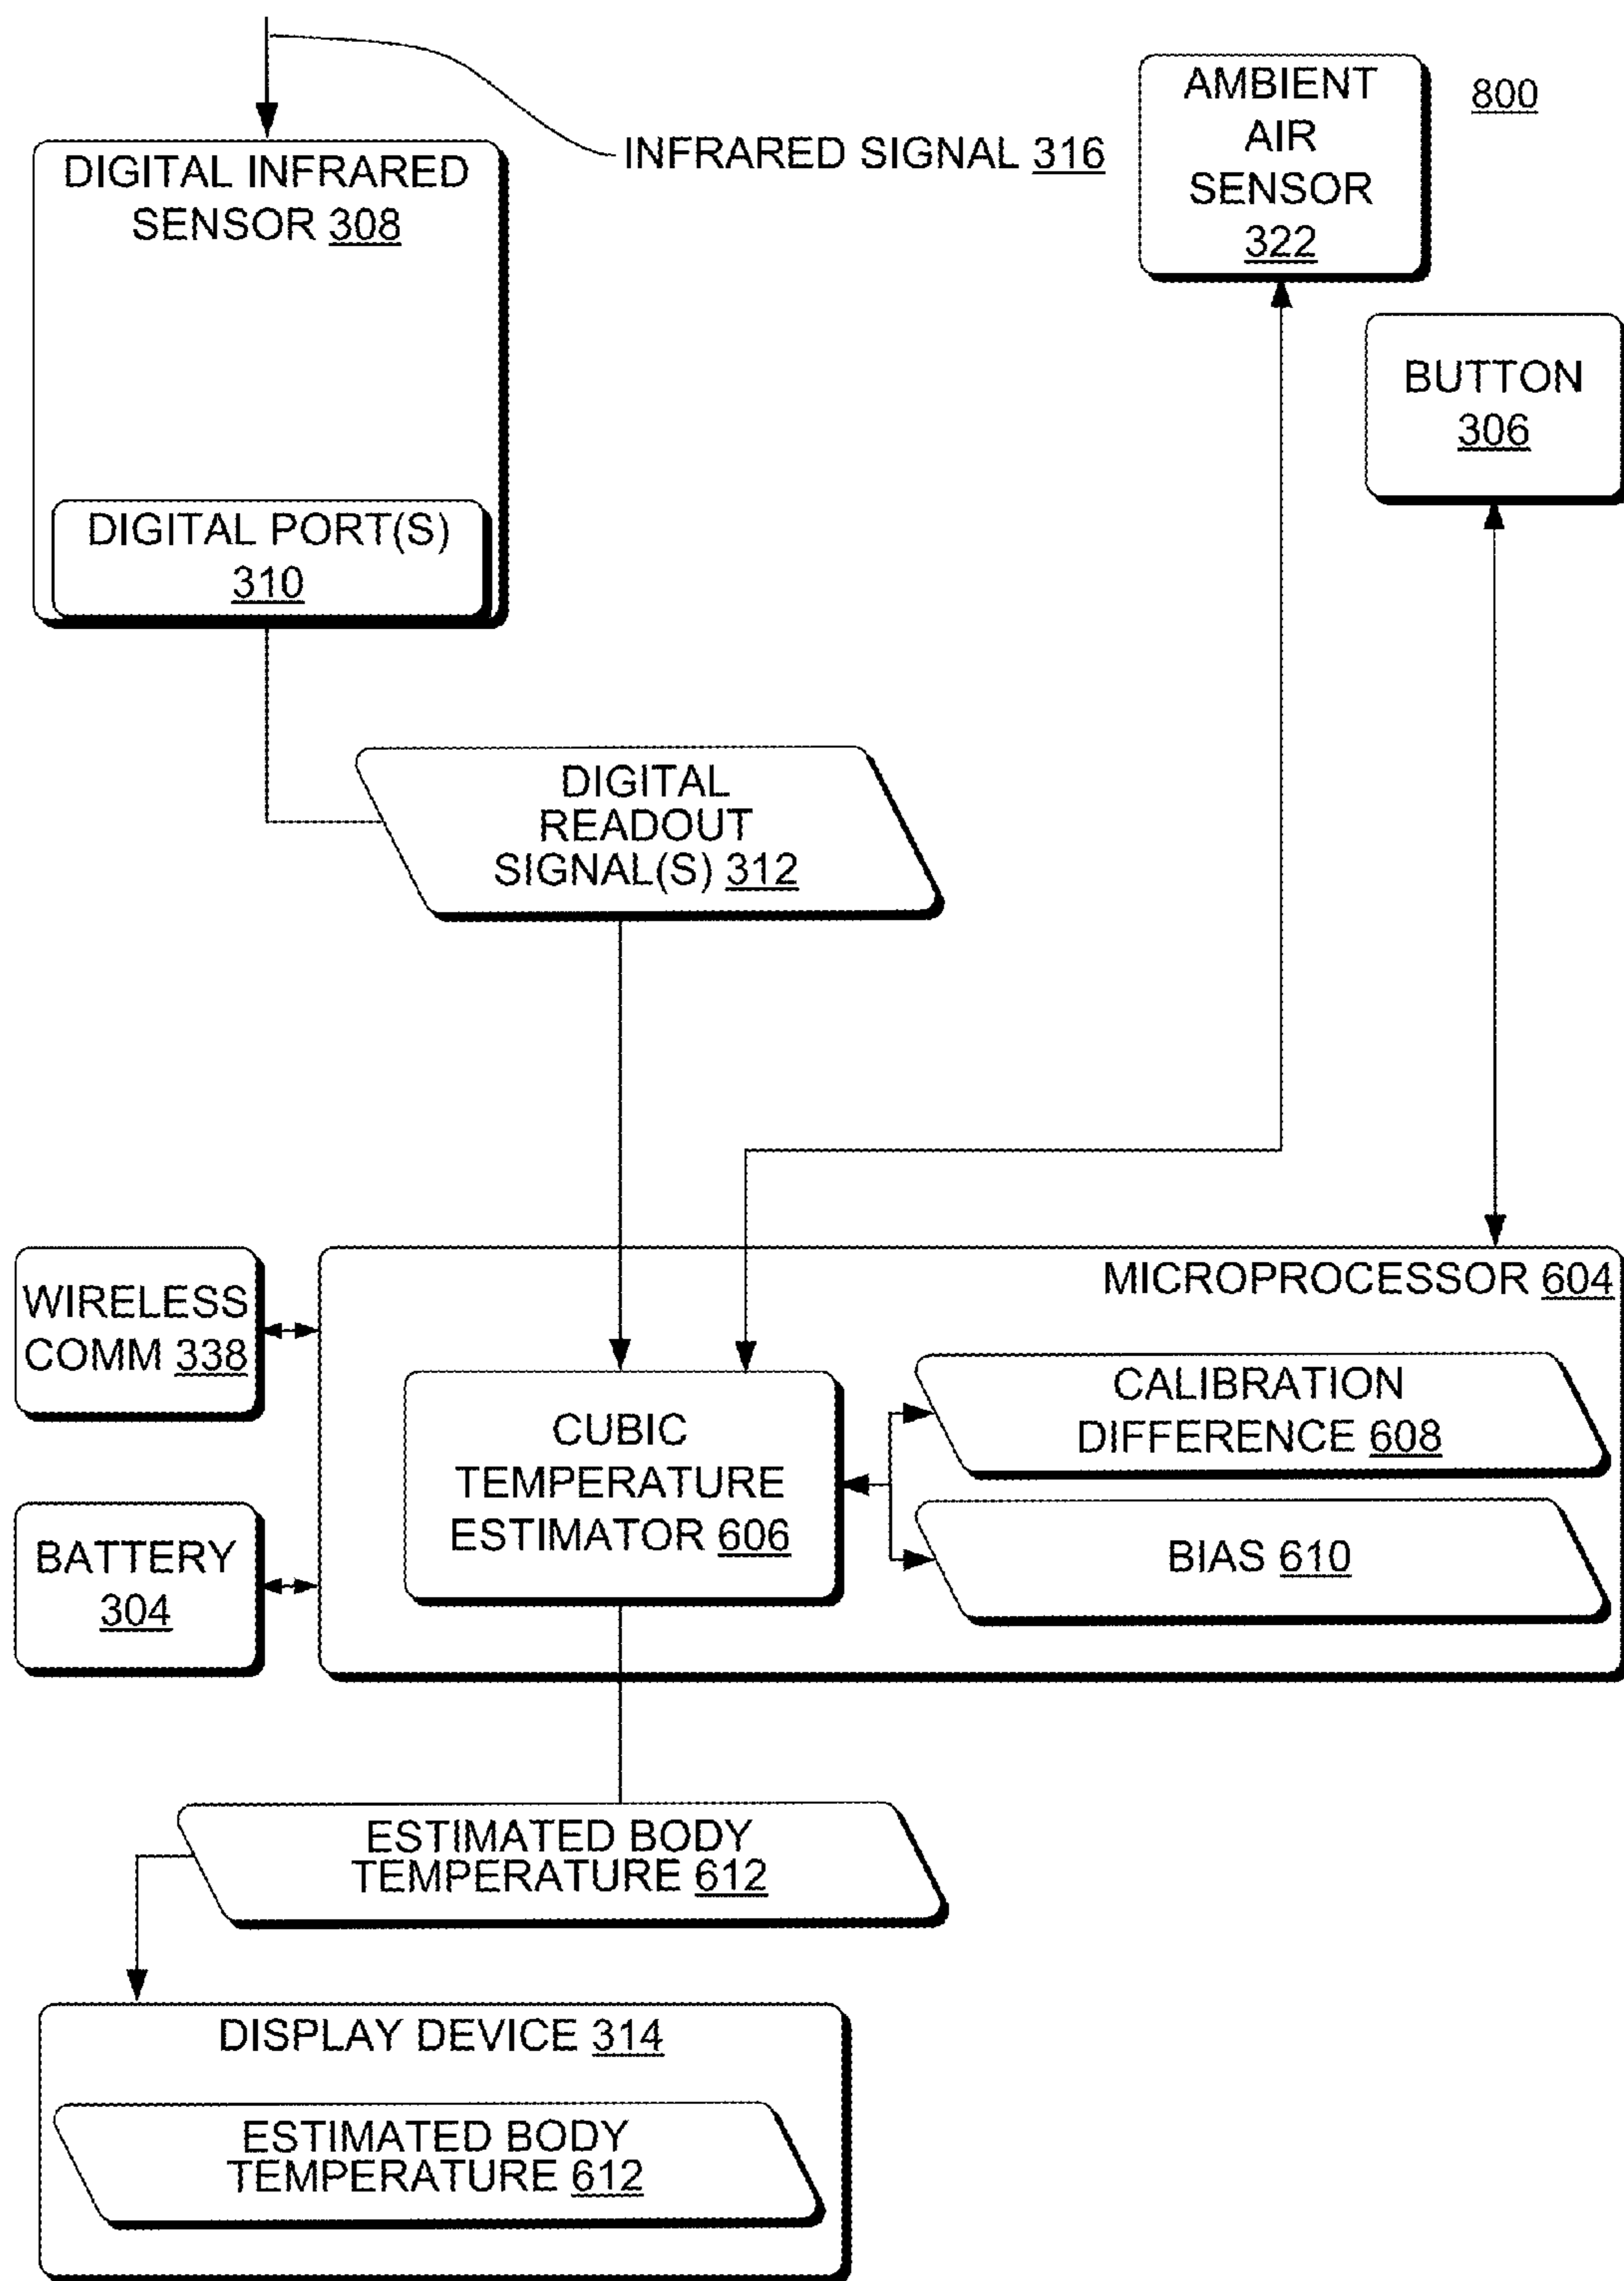 INFRARED SIGNAL 316
AMBIENT
AIR
SENSOR
322
800
DIGITAL INFRARED
SENSOR 308
BUTTON
306
DIGITAL PORT(S)
310
DIGITAL
READOUT
SIGNAL(S) 312
WIRELESS
COMM 338
MICROPROCESSOR 604
CUBIC
TEMPERATURE
ESTIMATOR 606
CALIBRATION
DIFFERENCE 608
BIAS 610
BATTERY
304
ESTIMATED BODY
TEMPERATURE 612
DISPLAY DEVICE 314
ESTIMATED BODY
TEMPERATURE 612